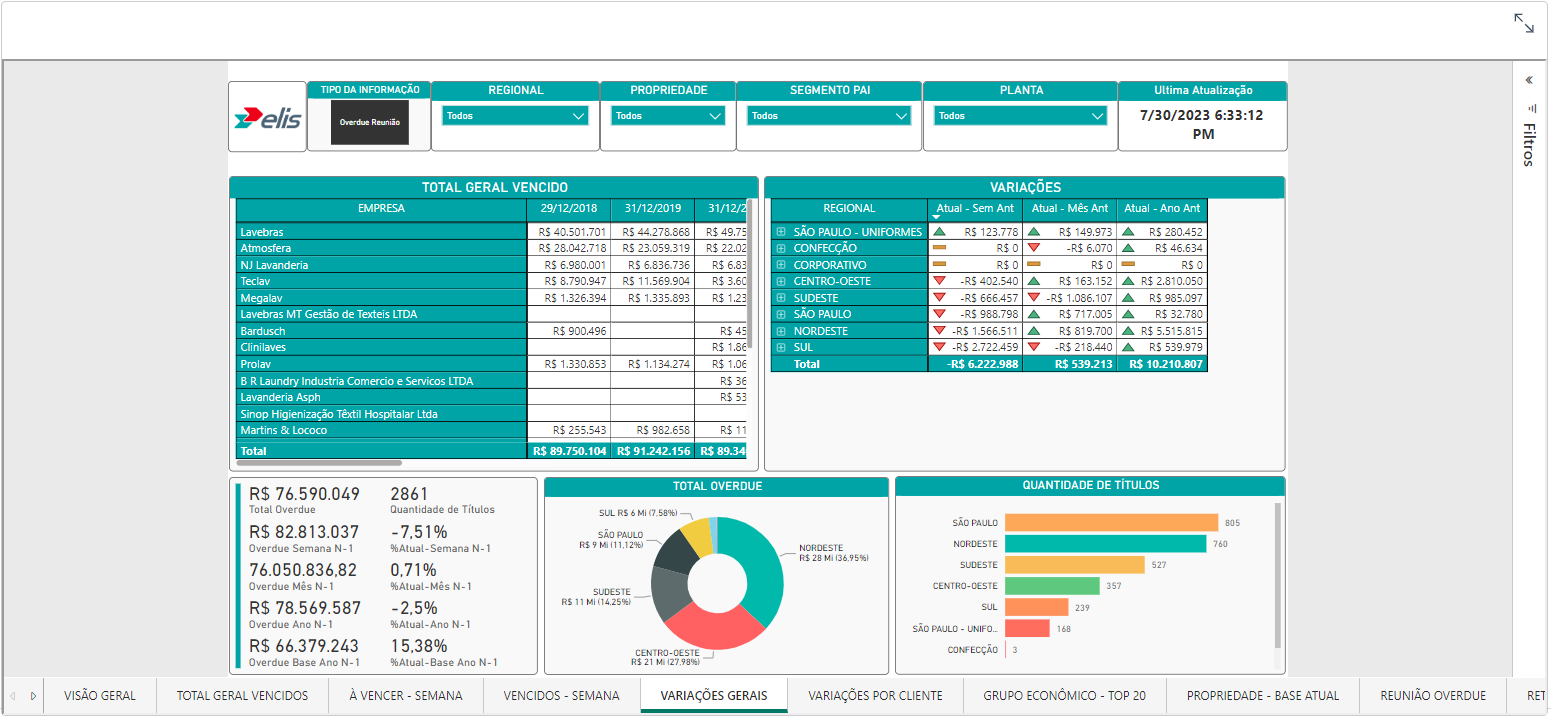 elis
TIPO DA INFORMAÇÃO
Overdue Reunião
REGIONAL
Todos
PROPRIEDADE
Todos
SEGMENTO PAI
Todos
PLANTA
Todos
Ultima Atualização
7/30/2023 6:33:12
PM
Filtros
TOTAL GERAL VENCIDO
EMPRESA 29/12/2018 31/12/2019 31/12/2
Lavebras R$ 40.501.701 R$ 44.278.868 R$ 49.75
Atmosfera R$ 28.042.718 R$ 23.059.319 R$ 22.02
NJ Lavanderia R$ 6.980.001 R$ 6.836.736 R$ 6.83
Teclav R$ 8.790.947 R$ 11.569.904 R$ 3.60
Megalav R$ 1.326.394 R$ 1.335.893 R$ 1.23
Lavebras MT Gestão de Texteis LTDA
Bardusch R$ 900.496 R$ 45
Clinilaves R$ 1.86
Prolav R$ 1.330.853 R$ 1.134.274 R$ 1.06
B R Laundry Industria Comercio e Servicos LTDA R$ 36
Lavanderia Asph R$ 53
Sinop Higienização Têxtil Hospitalar Ltda
Martins & Lococo R$ 255.543 R$ 982.658 R$ 11
Total R$ 89.750.104 R$ 91.242.156 R$ 89.34
VARIAÇÕES
REGIONAL Atual - Sem Ant Atual - Mês Ant Atual - Ano Ant
SÃO PAULO - UNIFORMES R$ 123.778 R$ 149.973 R$ 280.452
CONFECÇÃO R$ 0 -R$ 6.070 R$ 46.634
CORPORATIVO R$ 0 R$ 0 R$ 0
CENTRO-OESTE -R$ 402.540 R$ 163.152 R$ 2.810.050
SUDESTE -R$ 666.457 -R$ 1.086.107 R$ 985.097
SÃO PAULO -R$ 988.798 R$ 717.005 R$ 32.780
NORDESTE -R$ 1.566.511 R$ 819.700 R$ 5.515.815
SUL -R$ 2.722.459 -R$ 218.440 R$ 539.979
Total -R$ 6.222.988 R$ 539.213 R$ 10.210.807
R$ 76.590.049 2861
Total Overdue Quantidade de Títulos
R$ 82.813.037 -7,51%
Overdue Semana N-1 %Atual-Semana N-1
76.050.836,82 0,71%
Overdue Mês N-1 %Atual-Mês N-1
R$ 78.569.587 -2,5%
Overdue Ano N-1 %Atual-Ano N-1
R$ 66.379.243 15,38%
Overdue Base Ano N-1 %Atual-Base Ano N-1
TOTAL OVERDUE
SUL R$ 6 Mi (7,58%)
SÃO PAULO
R$ 9 Mi (11,12%)
NORDESTE
R$ 28 Mi (36,95%)
SUDESTE
R$ 11 Mi (14,25%)
CENTRO-OESTE
R$ 21 Mi (27,98%)
QUANTIDADE DE TÍTULOS
SÃO PAULO 805
NORDESTE 760
SUDESTE 527
CENTRO-OESTE 357
SUL 239
SÃO PAULO - UNIFO... 168
CONFECÇÃO 3
VISÃO GERAL TOTAL GERAL VENCIDOS À VENCER - SEMANA VENCIDOS - SEMANA VARIAÇÕES GERAIS VARIAÇÕES POR CLIENTE GRUPO ECONÔMICO - TOP 20 PROPRIEDADE - BASE ATUAL REUNIÃO OVERDUE RET